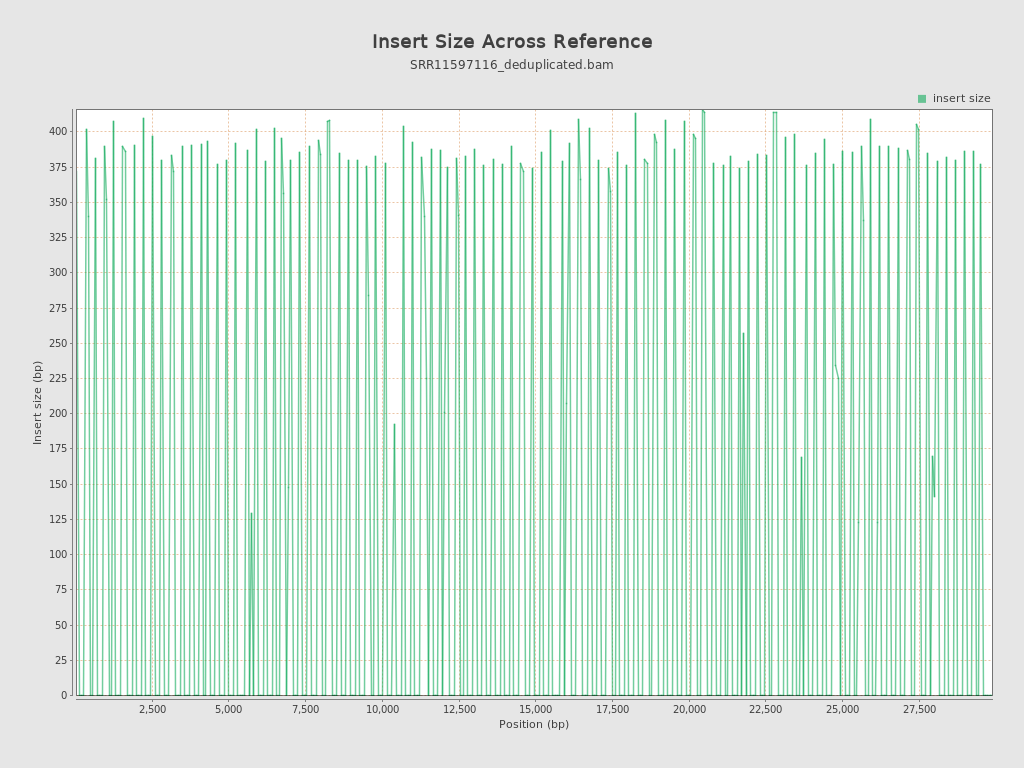 Insert Size Across Reference
SRR11597116_deduplicated.bam
insert size
400
375
350
325
300
275
250
225
200
175
150
125
100
75
50
25
0
Insert size (bp)
2,500 5,000 7,500 10,000 12,500 15,000 17,500 20,000 22,500 25,000 27,500
Position (bp)